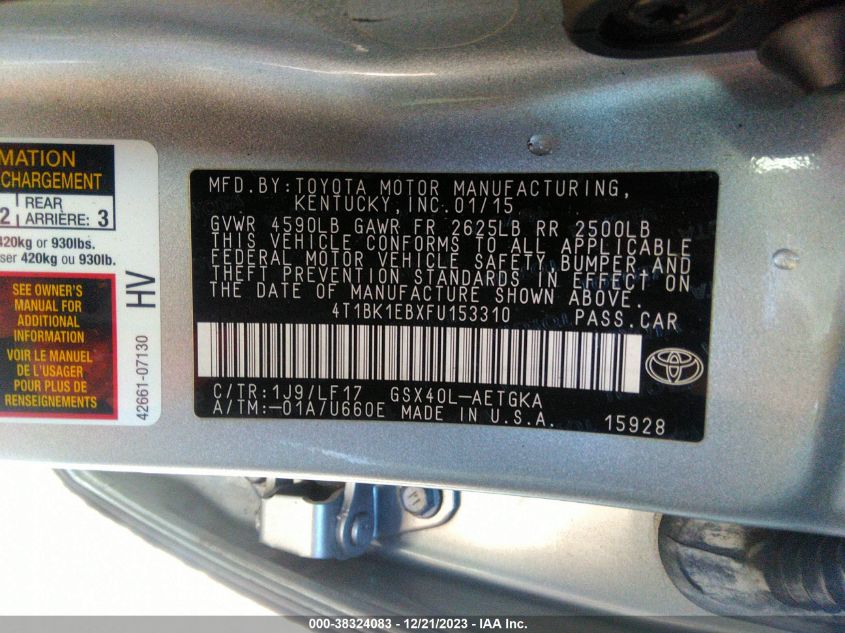 MATION
CHARGEMENT
2 REAR ARRIÈRE: 3
420kg or 930lbs.
ser 420kg ou 930lb.
SEE OWNER'S
MANUAL FOR
ADDITIONAL
INFORMATION
VOIR LE MANUEL
DE L'USAGER
POUR PLUS DE
RENSEIGNEMENTS
42661-07130
HV
MFD.BY:TOYOTA MOTOR MANUFACTURING,
KENTUCKY,INC.01/15
GVWR 4590LB GAWR FR 2625LB RR 2500LB
THIS VEHICLE CONFORMS TO ALL APPLICABLE
FEDERAL MOTOR VEHICLE SAFETY,BUMPER,AND
THEFT PREVENTION STANDARDS IN EFFECT ON
THE DATE OF MANUFACTURE SHOWN ABOVE.
4T1BK1EBXFU153310 PASS.CAR
C/TR:1J9/LF17 GSX40L-AETGKA
A/TM:-01A/U660E MADE IN U.S.A. 15928
000-38324083 - 12/21/2023 - IAA Inc.